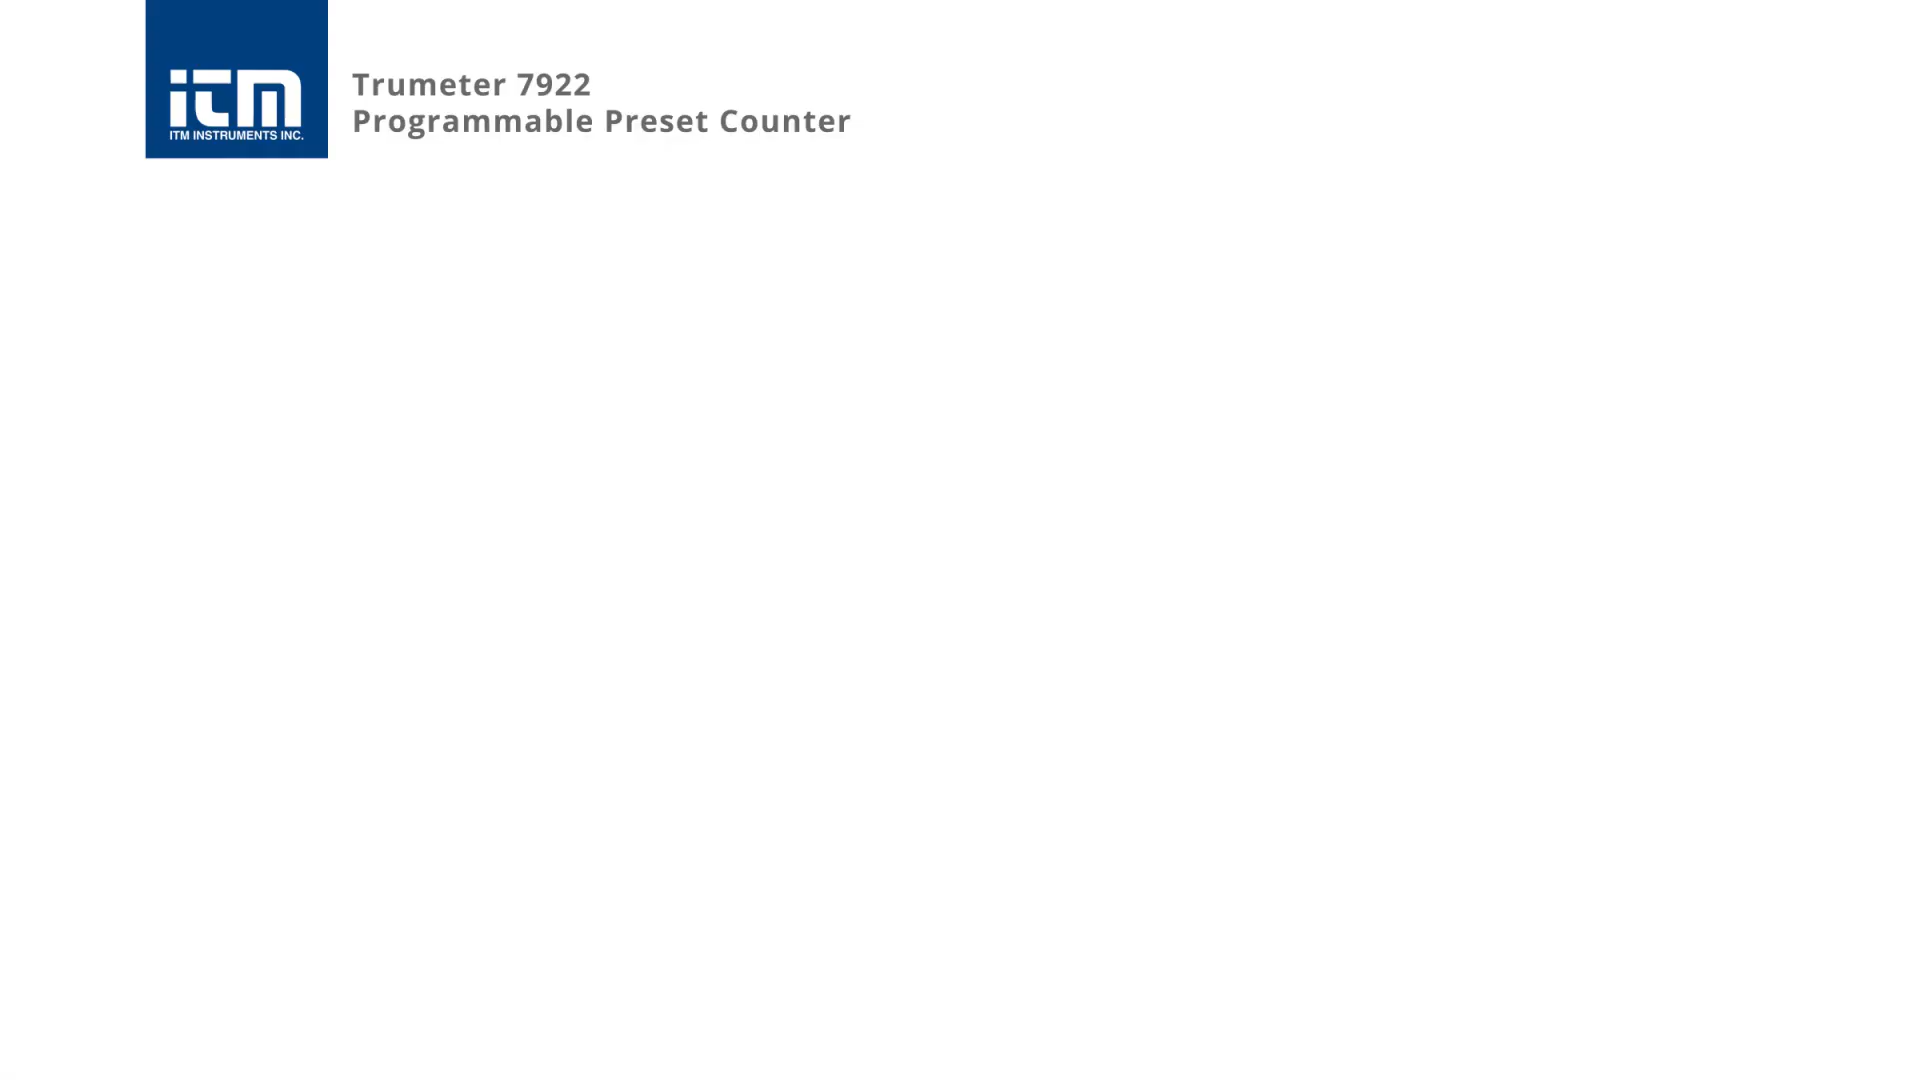 itm
ITM INSTRUMENTS INC.
Trumeter 7922
Programmable Preset Counter